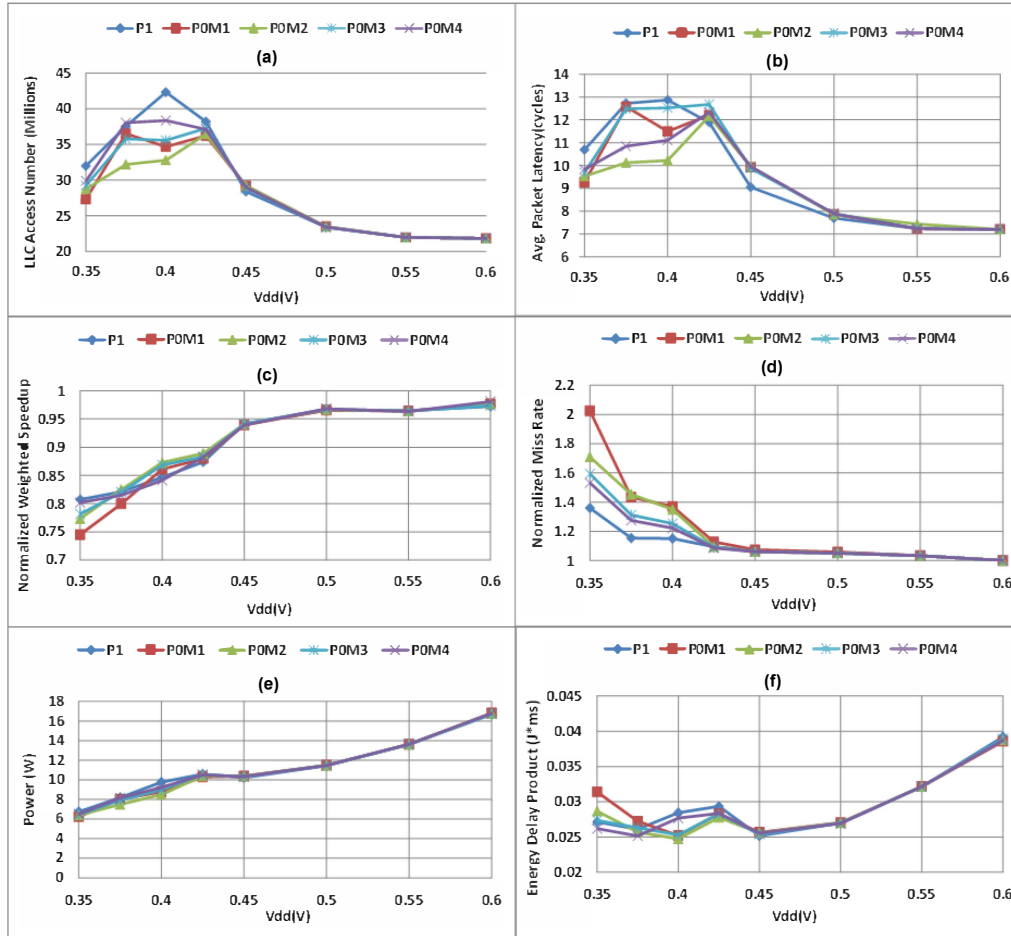 P1 P0M1 P0M2 P0M3 P0M4
(a)
LLC Access Number (Millions)
45
40
35
30
25
20
0.35 0.4 0.45 0.5 0.55 0.6
Vdd(V)
P1 P0M1 P0M2 P0M3 P0M4
(b)
Avg. Packet Latency(cycles)
14
13
12
11
10
9
8
7
6
0.35 0.4 0.45 0.5 0.55 0.6
Vdd(V)
P1 P0M1 P0M2 P0M3 P0M4
(c)
Normalized Weighted Speedup
1
0.95
0.9
0.85
0.8
0.75
0.7
0.35 0.4 0.45 0.5 0.55 0.6
Vdd(V)
P1 P0M1 P0M2 P0M3 P0M4
(d)
Normalized Miss Rate
2.2
2
1.8
1.6
1.4
1.2
1
0.35 0.4 0.45 0.5 0.55 0.6
Vdd(V)
P1 P0M1 P0M2 P0M3 P0M4
(e)
Power (W)
18
16
14
12
10
8
6
4
2
0
0.35 0.4 0.45 0.5 0.55 0.6
Vdd(V)
P1 P0M1 P0M2 P0M3 P0M4
(f)
Energy Delay Product (J*ms)
0.045
0.04
0.035
0.03
0.025
0.02
0.35 0.4 0.45 0.5 0.55 0.6
Vdd(V)